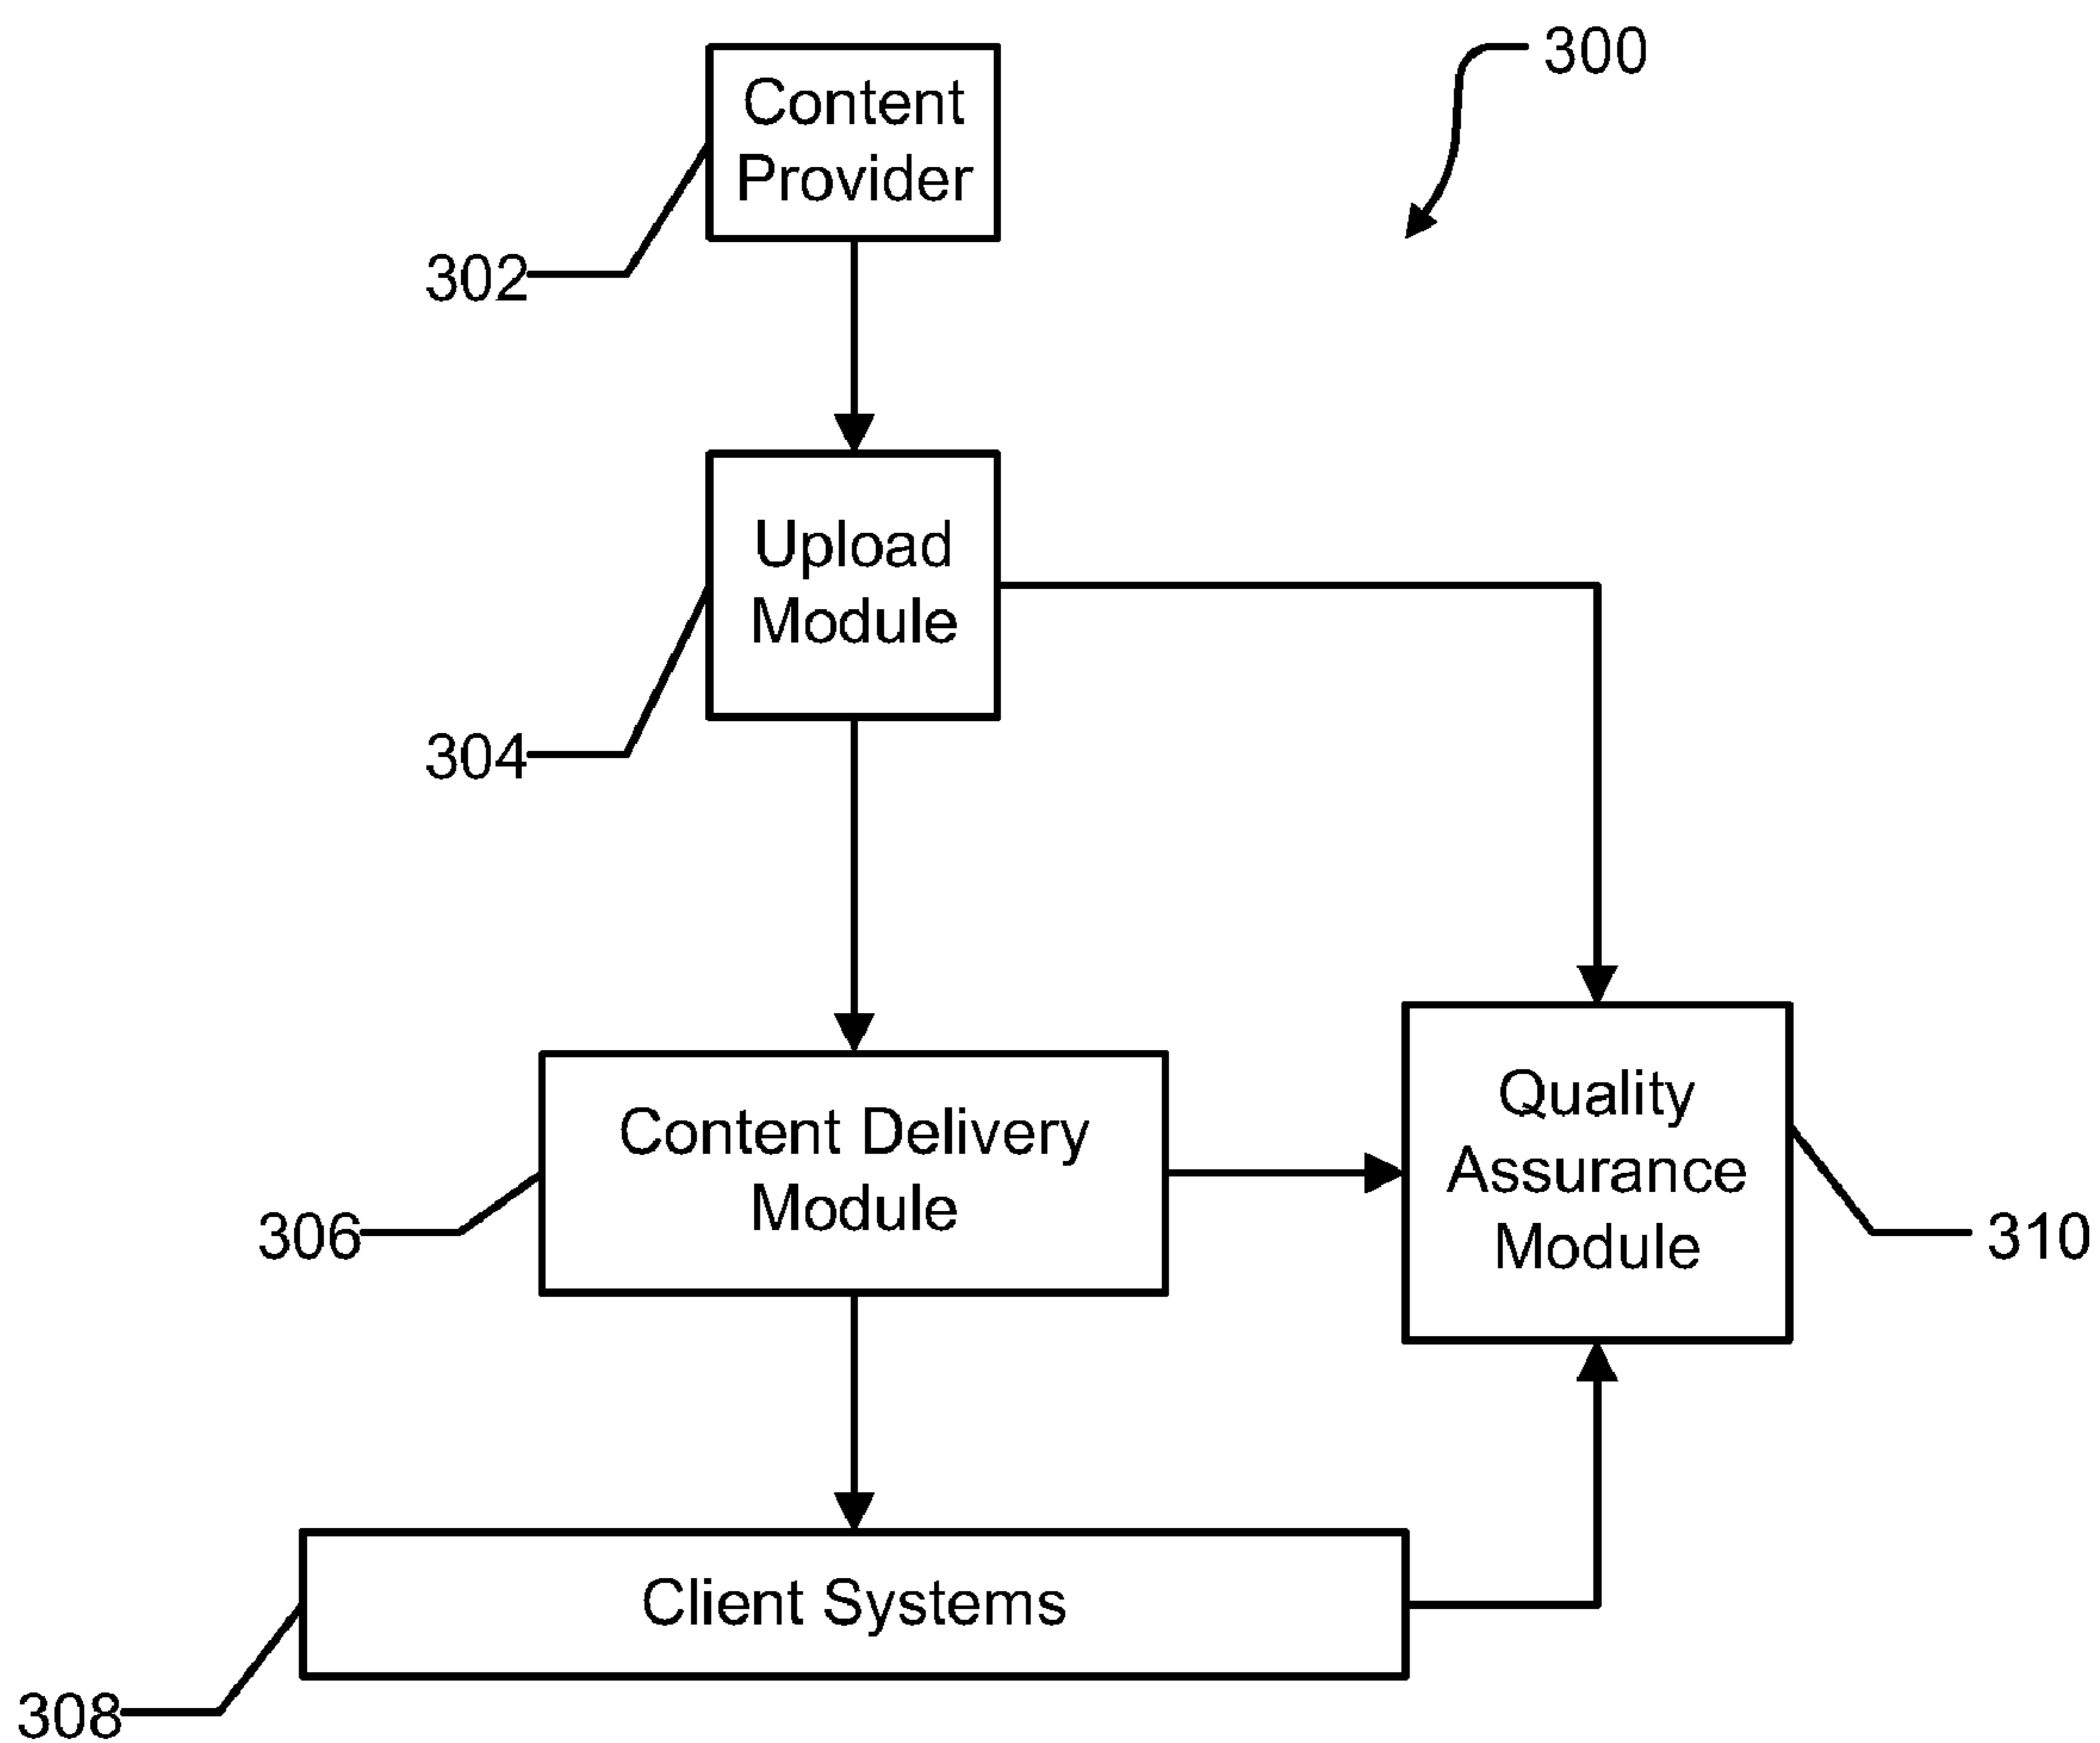 300
Content
Provider
302
Upload
Module
304
Content Delivery
Module
306
Quality
Assurance
Module
310
Client Systems
308